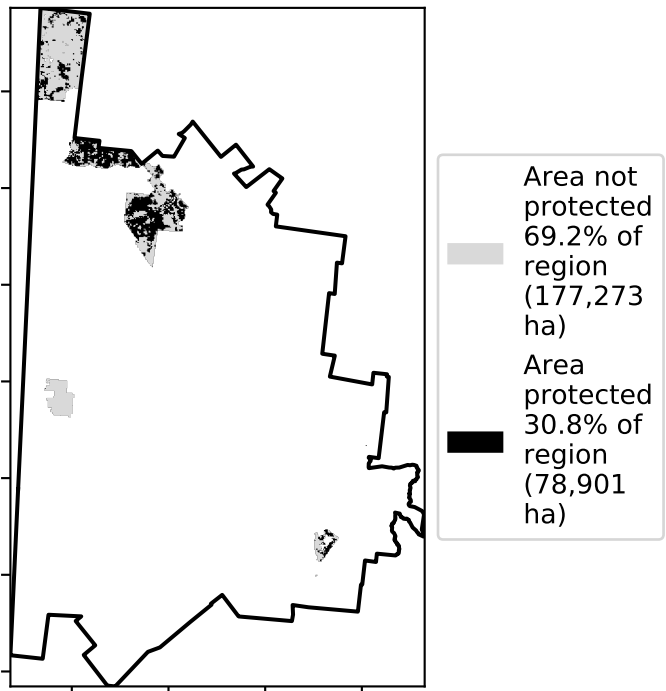 Area not
protected
69.2% of
region
(177,273
ha)
Area
protected
30.8% of
region
(78,901
ha)